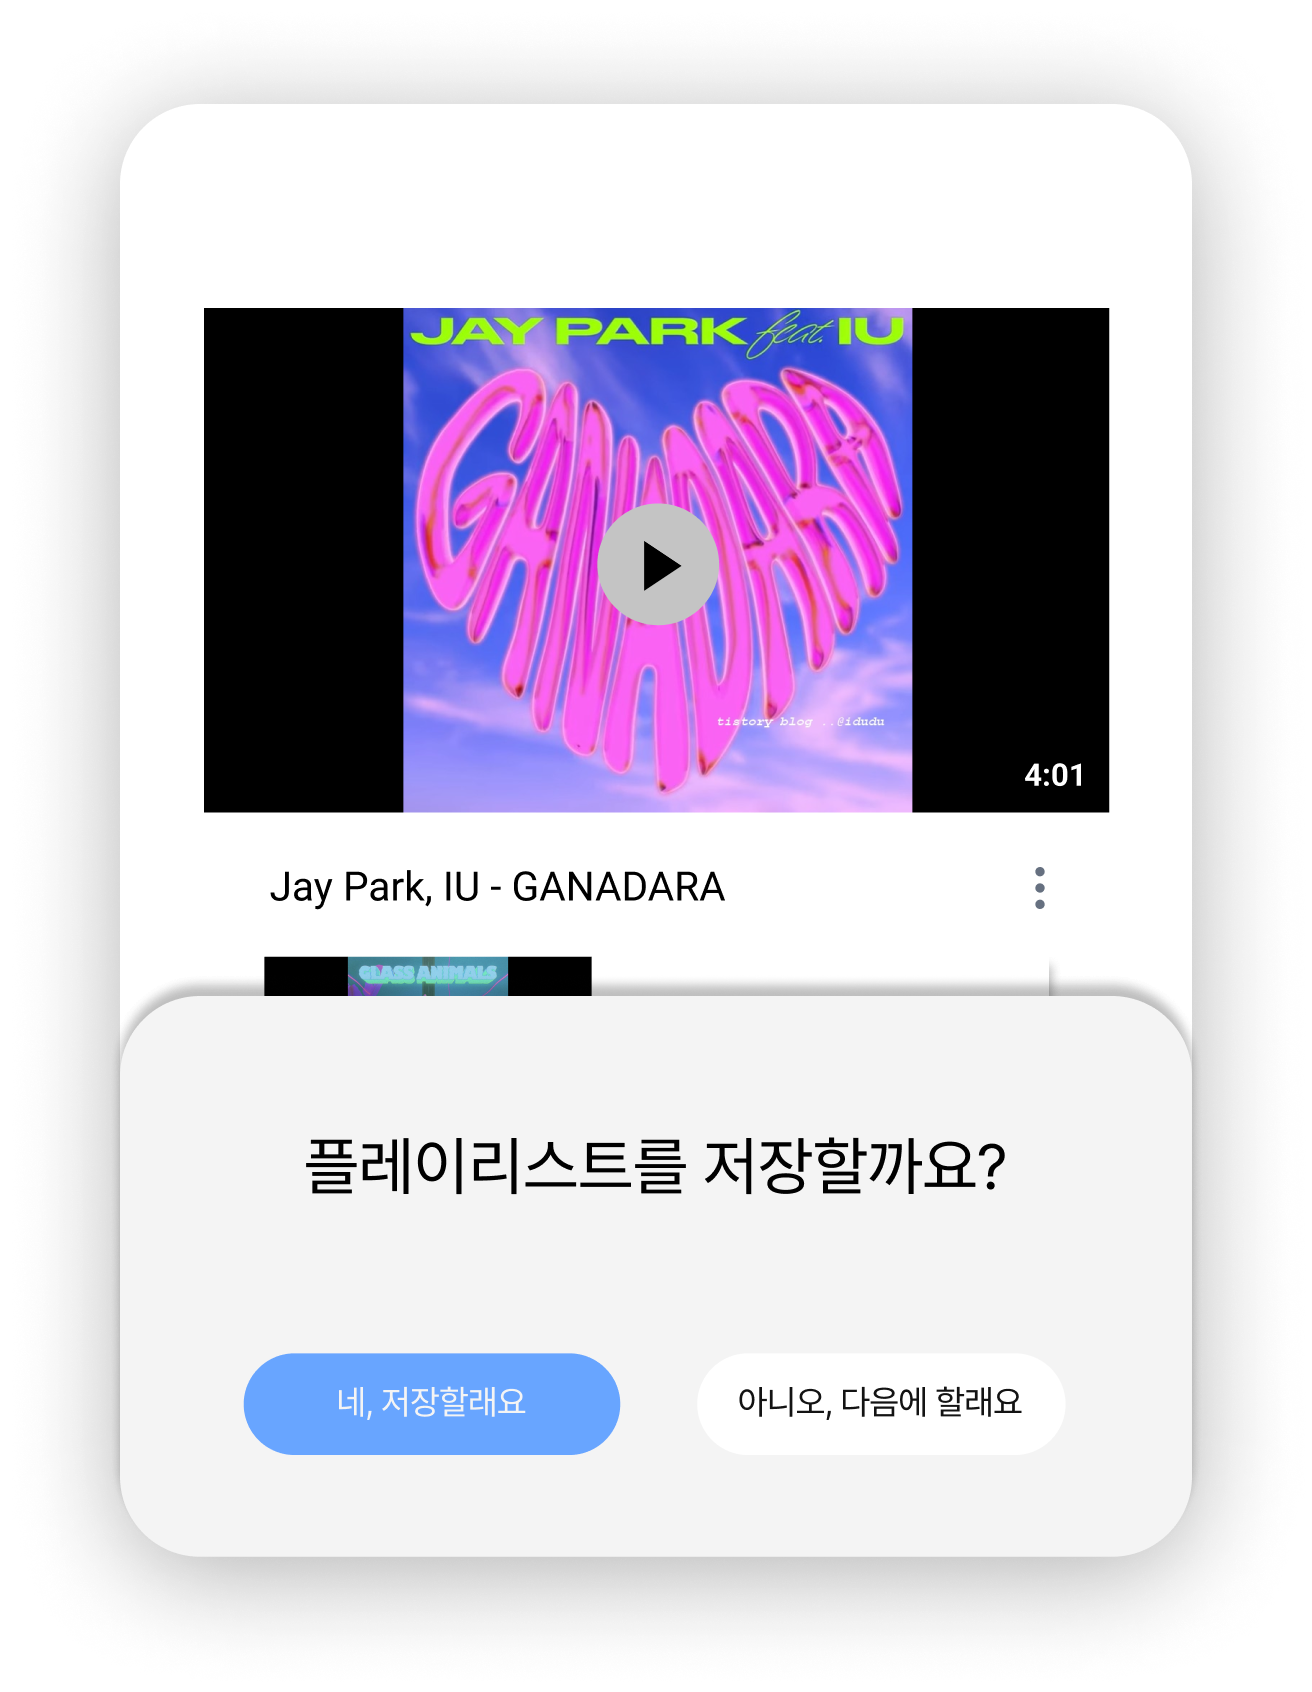 JAY PARK feat. IU
GANADARA
tistory blog ..@idudu
4:01
Jay Park, IU - GANADARA
GLASS ANIMALS
플레이리스트를 저장할까요?
네, 저장할래요
아니오, 다음에 할래요